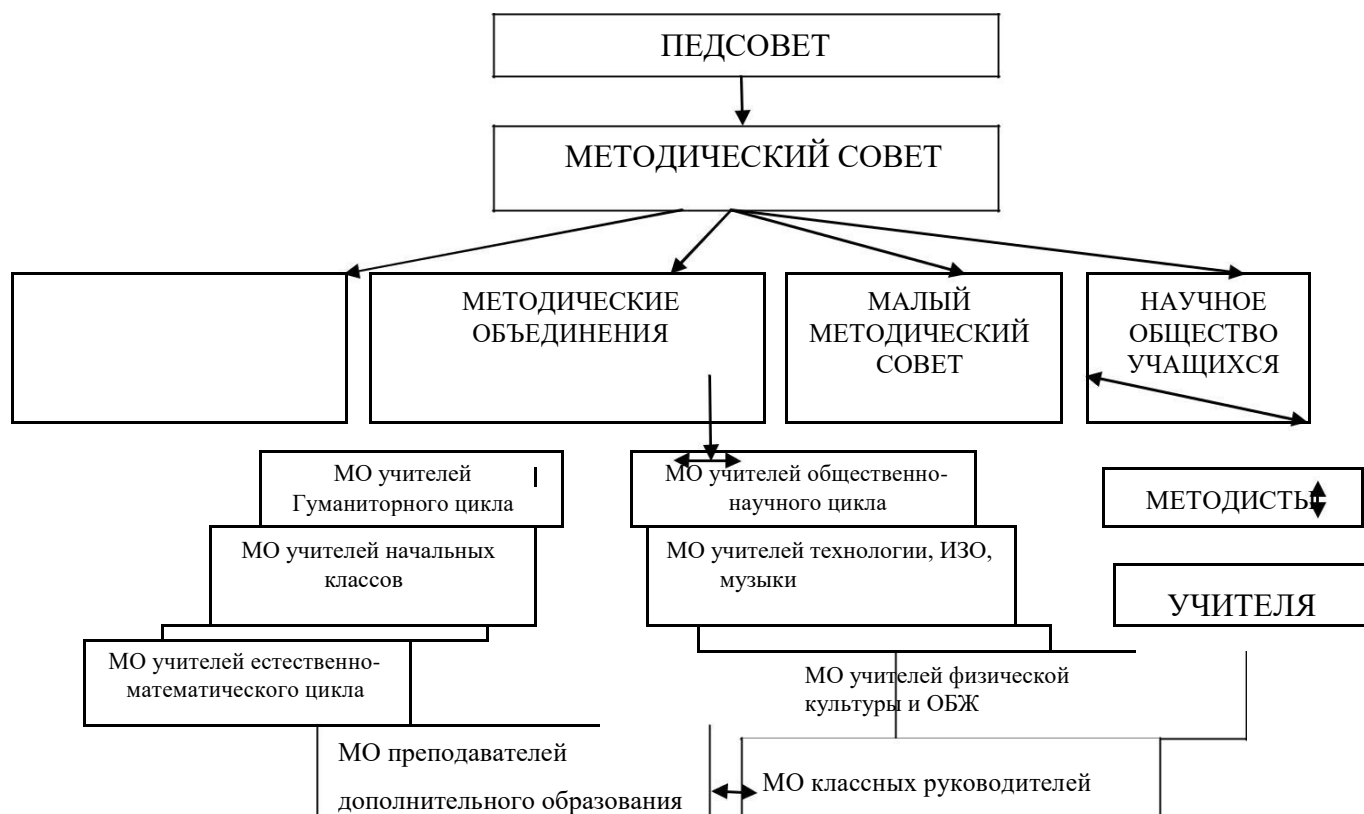 ПЕДСОВЕТ
МЕТОДИЧЕСКИЙ СОВЕТ
МЕТОДИЧЕСКИЕ
ОБЪЕДИНЕНИЯ
МАЛЫЙ
МЕТОДИЧЕСКИЙ
СОВЕТ
НАУЧНОЕ
ОБЩЕСТВО
УЧАЩИХСЯ
МО учителей
Гуманиторного цикла
МО учителей общественно-
научного цикла
МЕТОДИСТЫ
МО учителей начальных
классов
МО учителей технологии, ИЗО,
музыки
УЧИТЕЛЯ
МО учителей естественно-
математического цикла
МО учителей физической
культуры и ОБЖ
МО преподавателей
дополнительного образования
МО классных руководителей